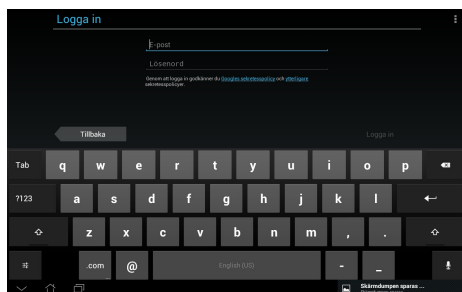 Logga in
E-post
Lösenord
Genom att logga in godkänner du Googles sekretesspolicy och ytterligare
sekretesspolicyer.
Tillbaka
Logga in
Tab q w e r t y u i o p
?123 a s d f g h j k l
z x c v b n m , .
.com @ English (US) - _
Skärmdumpen sparas ...